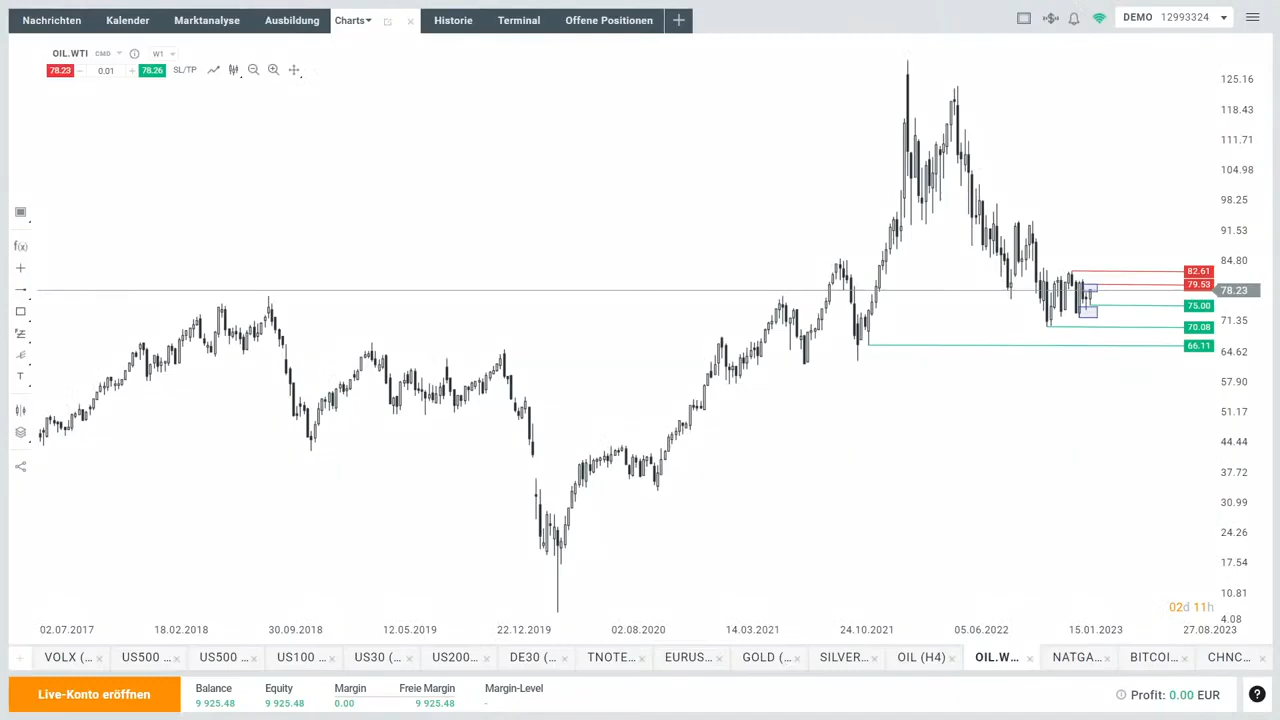 Nachrichten Kalender Marktanalyse Ausbildung Charts Historie Terminal Offene Positionen DEMO 12993324
OIL.WTI CMD W1
78.23 0.01 78.26 SL/TP
125.16
118.43
111.71
104.98
98.25
91.53
84.80
82.61
79.53
78.23
75.00
71.35
70.08
66.11
64.62
57.90
51.17
44.44
37.72
30.99
24.26
17.54
10.81
4.08
f(x)
T
02d 11h
02.07.2017 18.02.2018 30.09.2018 12.05.2019 22.12.2019 02.08.2020 14.03.2021 24.10.2021 05.06.2022 15.01.2023 27.08.2023
VOLX (... US500 ... US500 ... US100 ... US30 (... US200... DE30 (... TNOTE... EURUS... GOLD (... SILVER... OIL (H4) OIL.W... NATGA... BITCOI... CHNC...
Live-Konto eröffnen
Balance Equity Margin Freie Margin Margin-Level
9 925.48 9 925.48 0.00 9 925.48 -
Profit: 0.00 EUR
?